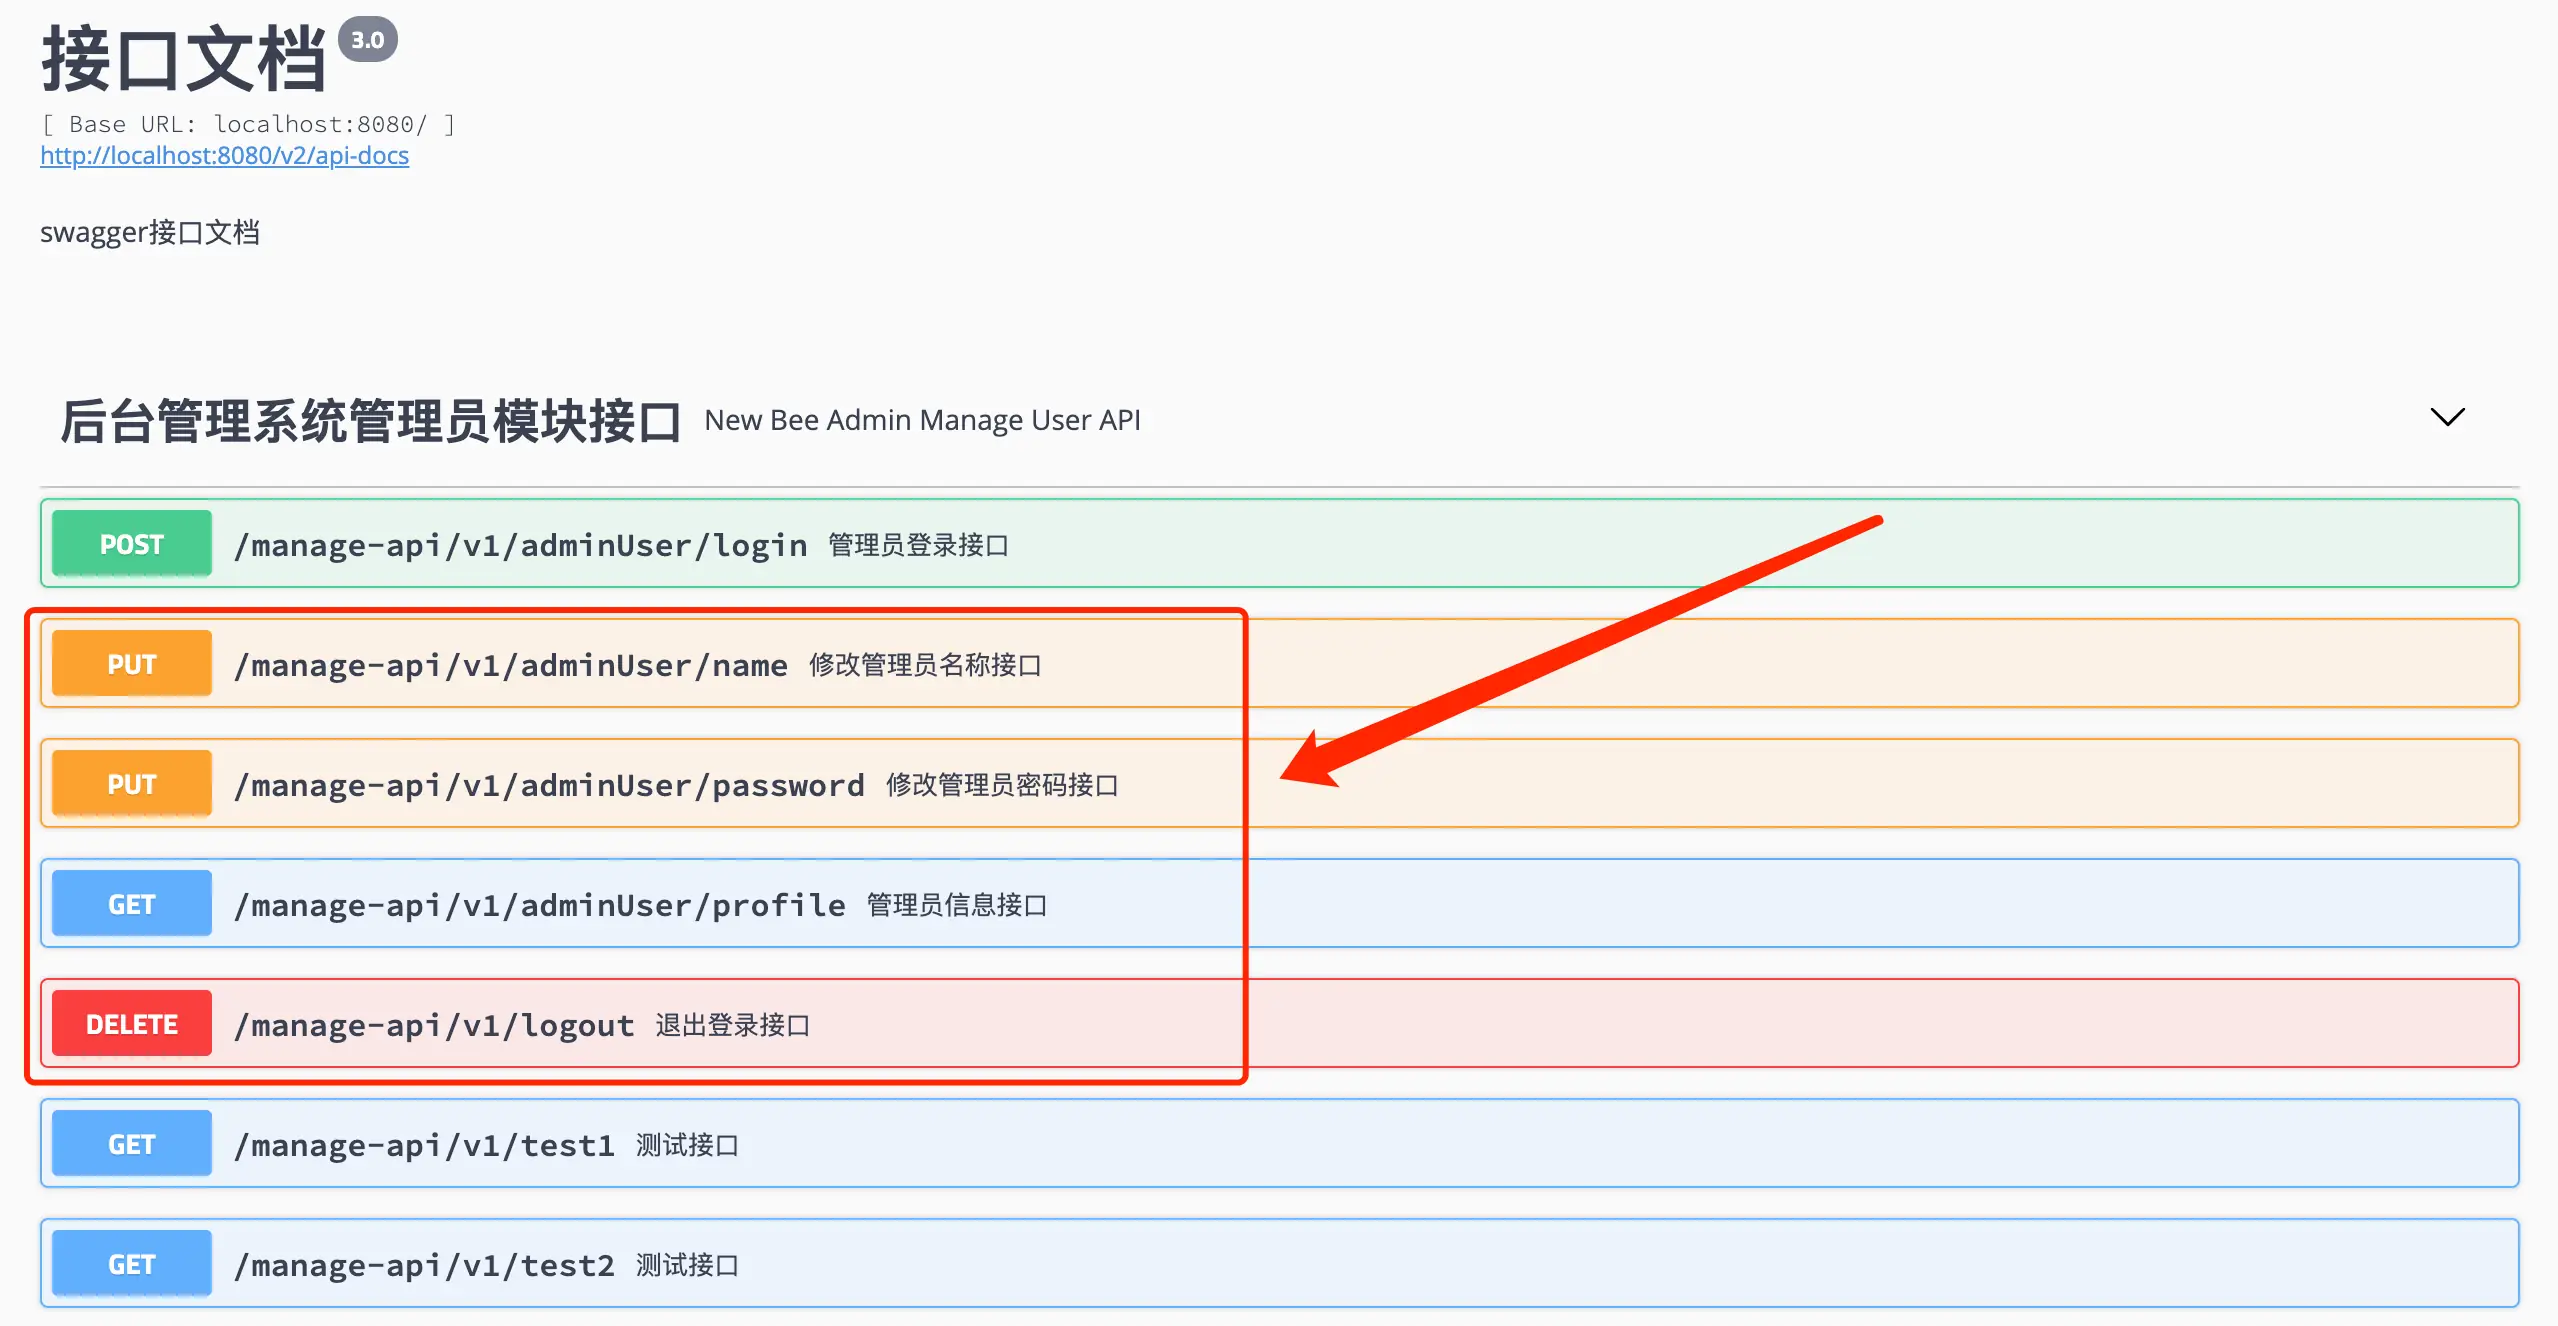 接口文档 3.0
[ Base URL: localhost:8080/ ]
http://localhost:8080/v2/api-docs
swagger接口文档
后台管理系统管理员模块接口 New Bee Admin Manage User API
POST /manage-api/v1/adminUser/login 管理员登录接口
PUT /manage-api/v1/adminUser/name 修改管理员名称接口
PUT /manage-api/v1/adminUser/password 修改管理员密码接口
GET /manage-api/v1/adminUser/profile 管理员信息接口
DELETE /manage-api/v1/logout 退出登录接口
GET /manage-api/v1/test1 测试接口
GET /manage-api/v1/test2 测试接口